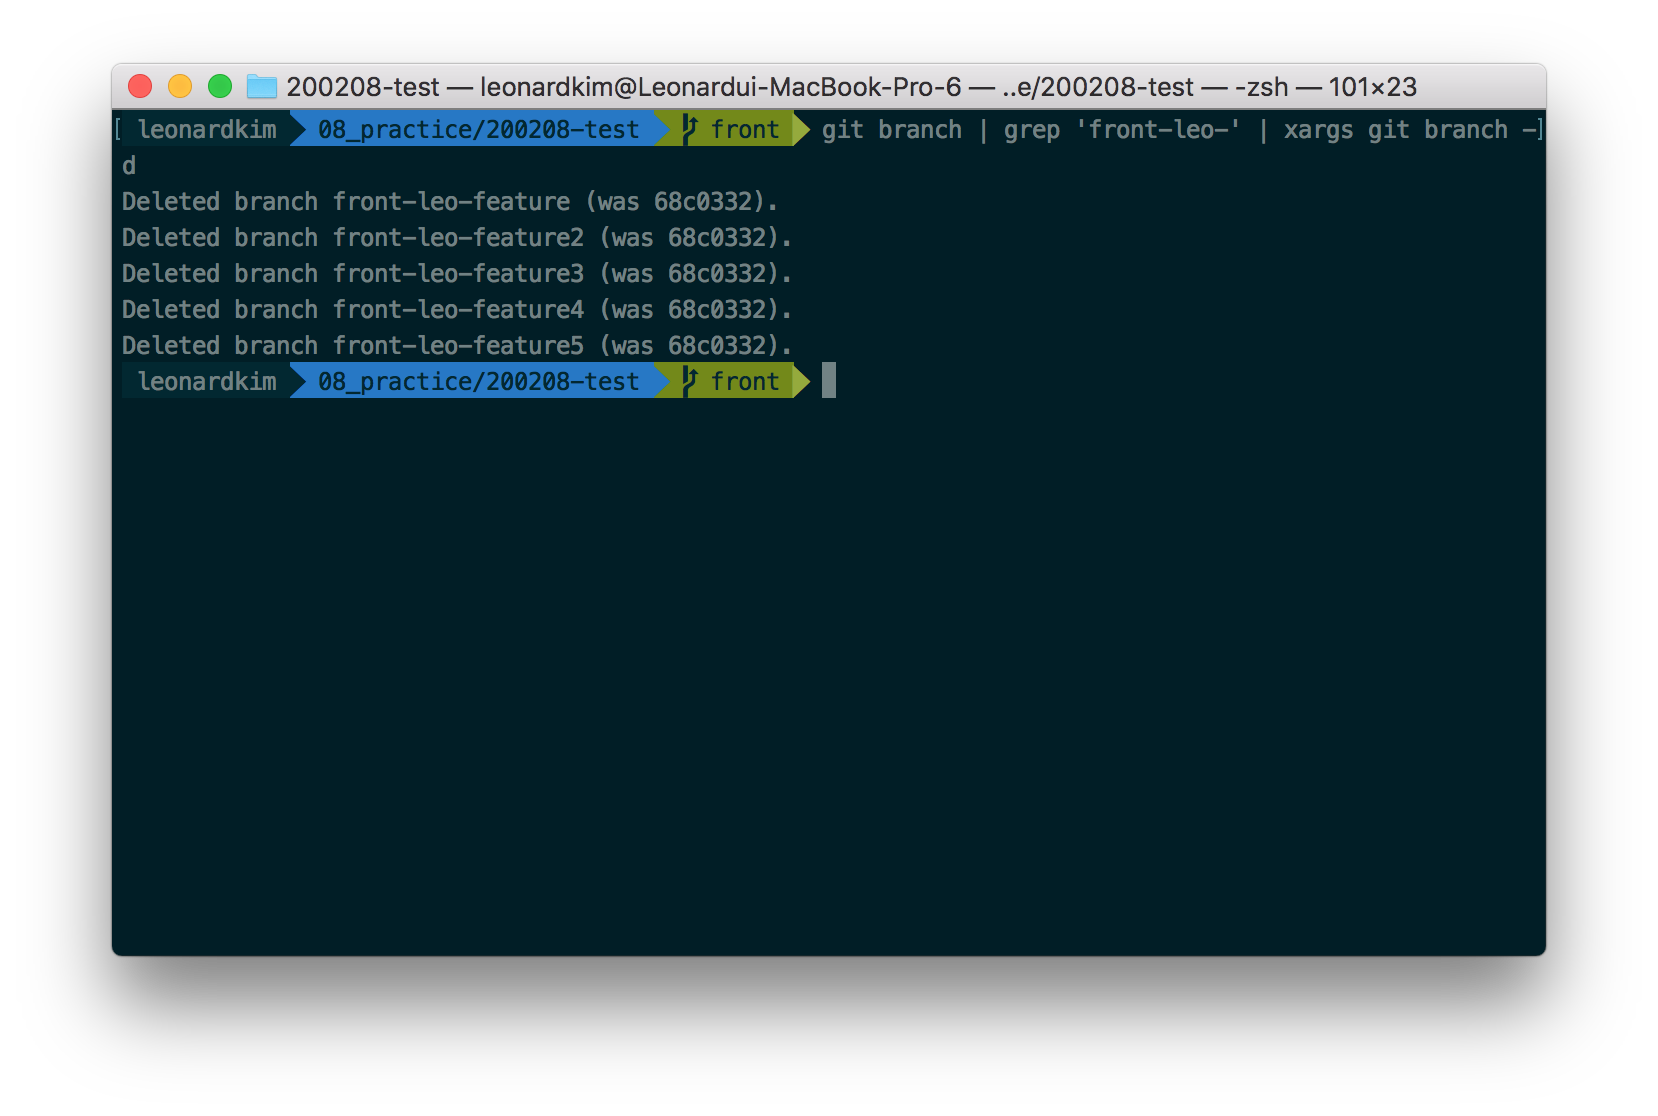 200208-test — leonardkim@Leonardui-MacBook-Pro-6 — ..e/200208-test — -zsh — 101×23
[ leonardkim 08_practice/200208-test front git branch | grep 'front-leo-' | xargs git branch -]
d
Deleted branch front-leo-feature (was 68c0332).
Deleted branch front-leo-feature2 (was 68c0332).
Deleted branch front-leo-feature3 (was 68c0332).
Deleted branch front-leo-feature4 (was 68c0332).
Deleted branch front-leo-feature5 (was 68c0332).
leonardkim 08_practice/200208-test front